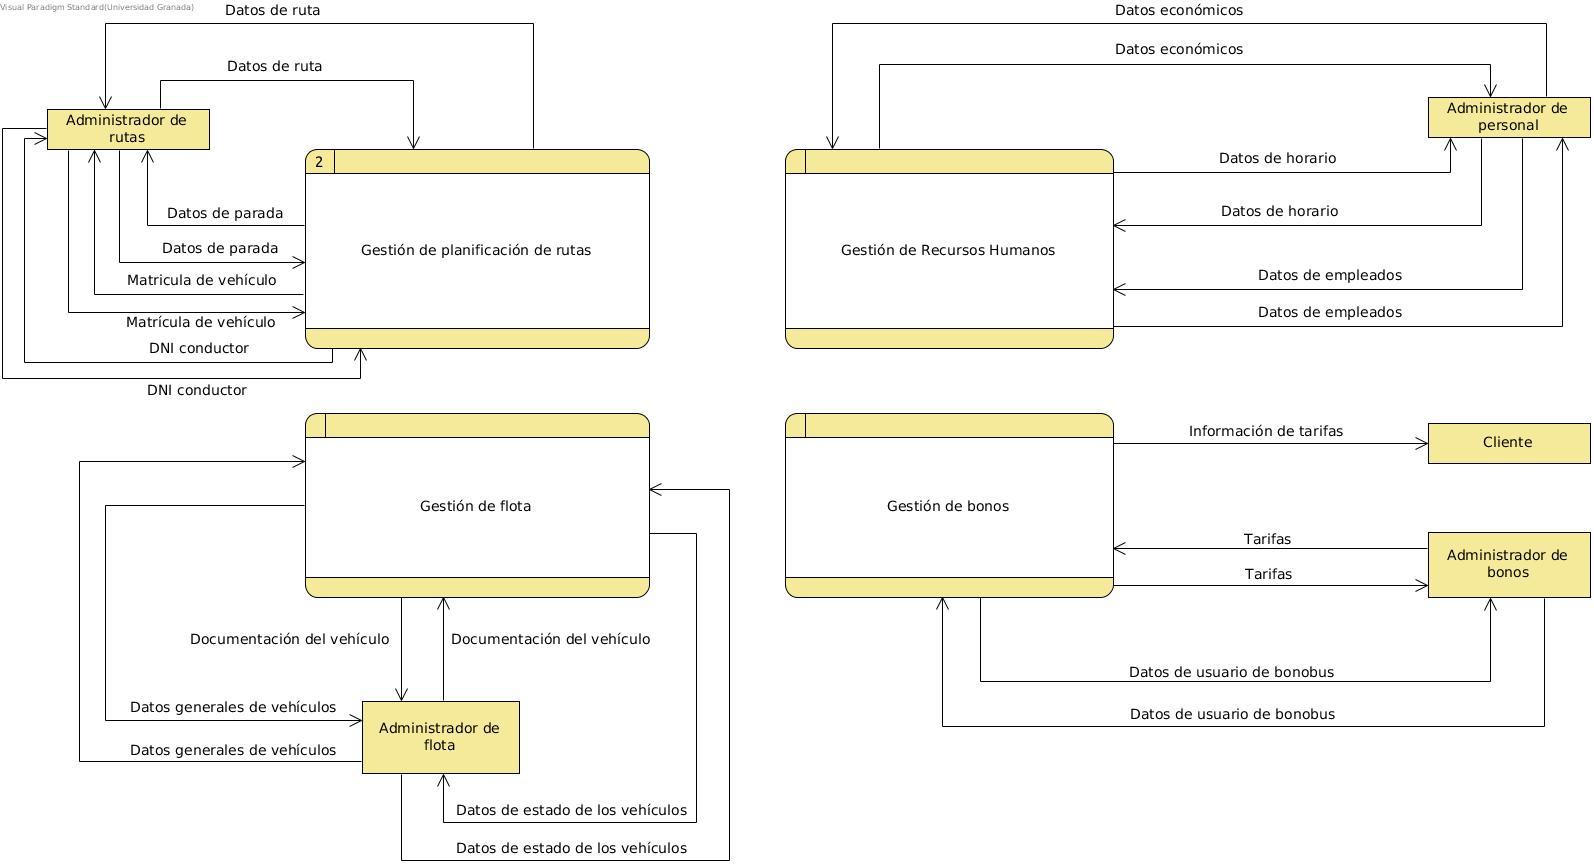 Visual Paradigm Standard(Universidad Granada)
Datos de ruta
Datos de ruta
Administrador de
rutas
2
Gestión de planificación de rutas
Datos de parada
Datos de parada
Matricula de vehículo
Matrícula de vehículo
DNI conductor
DNI conductor
Datos económicos
Datos económicos
Administrador de
personal
Gestión de Recursos Humanos
Datos de horario
Datos de horario
Datos de empleados
Datos de empleados
Gestión de flota
Documentación del vehículo
Documentación del vehículo
Datos generales de vehículos
Datos generales de vehículos
Administrador de
flota
Datos de estado de los vehículos
Datos de estado de los vehículos
Gestión de bonos
Información de tarifas
Cliente
Tarifas
Tarifas
Administrador de
bonos
Datos de usuario de bonobus
Datos de usuario de bonobus